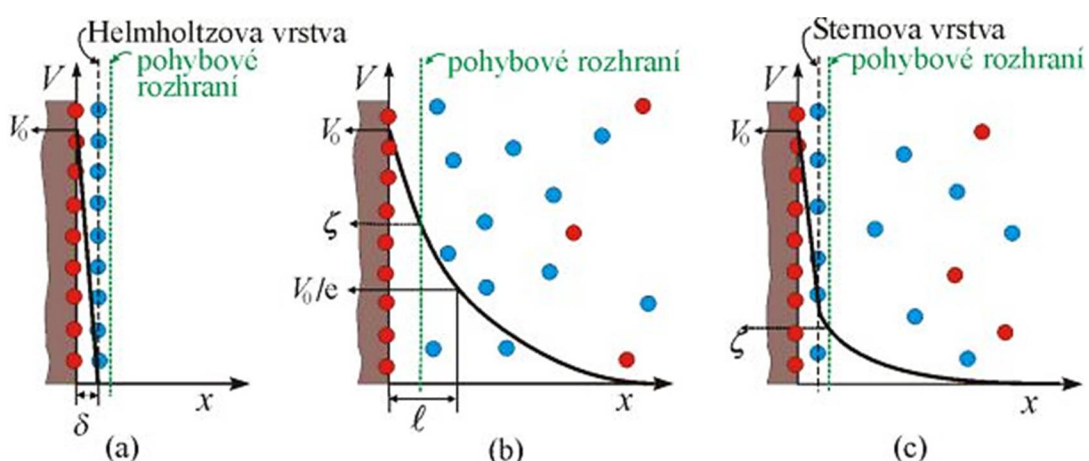 Helmholtzova vrstva
pohybové
rozhraní
V
V₀
x
δ
(a)
pohybové rozhraní
V
V₀
ζ
V₀/e
ℓ
x
(b)
Sternova vrstva
pohybové rozhraní
V
V₀
ζ
x
(c)